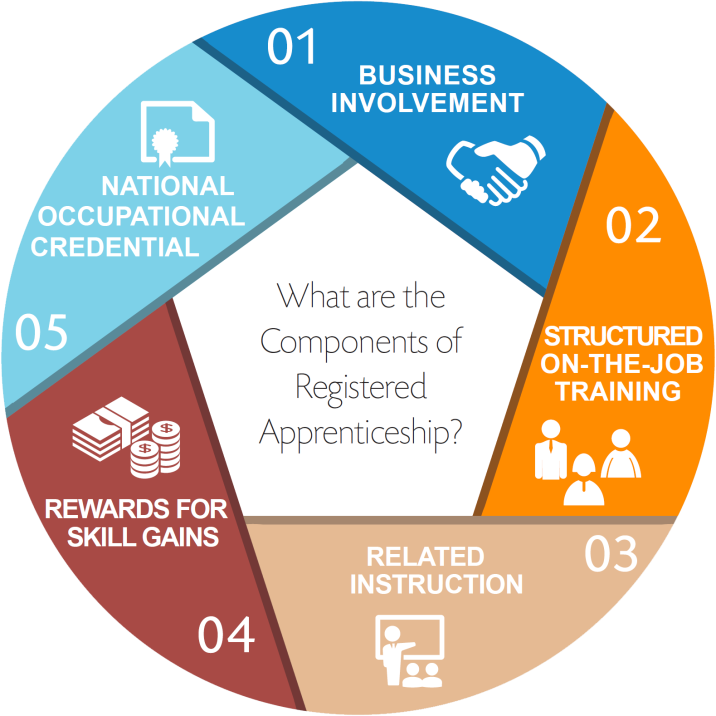 What are the
Components of
Registered
Apprenticeship?
01
BUSINESS
INVOLVEMENT
02
STRUCTURED
ON-THE-JOB
TRAINING
03
RELATED
INSTRUCTION
04
REWARDS FOR
SKILL GAINS
$
$
05
NATIONAL
OCCUPATIONAL
CREDENTIAL